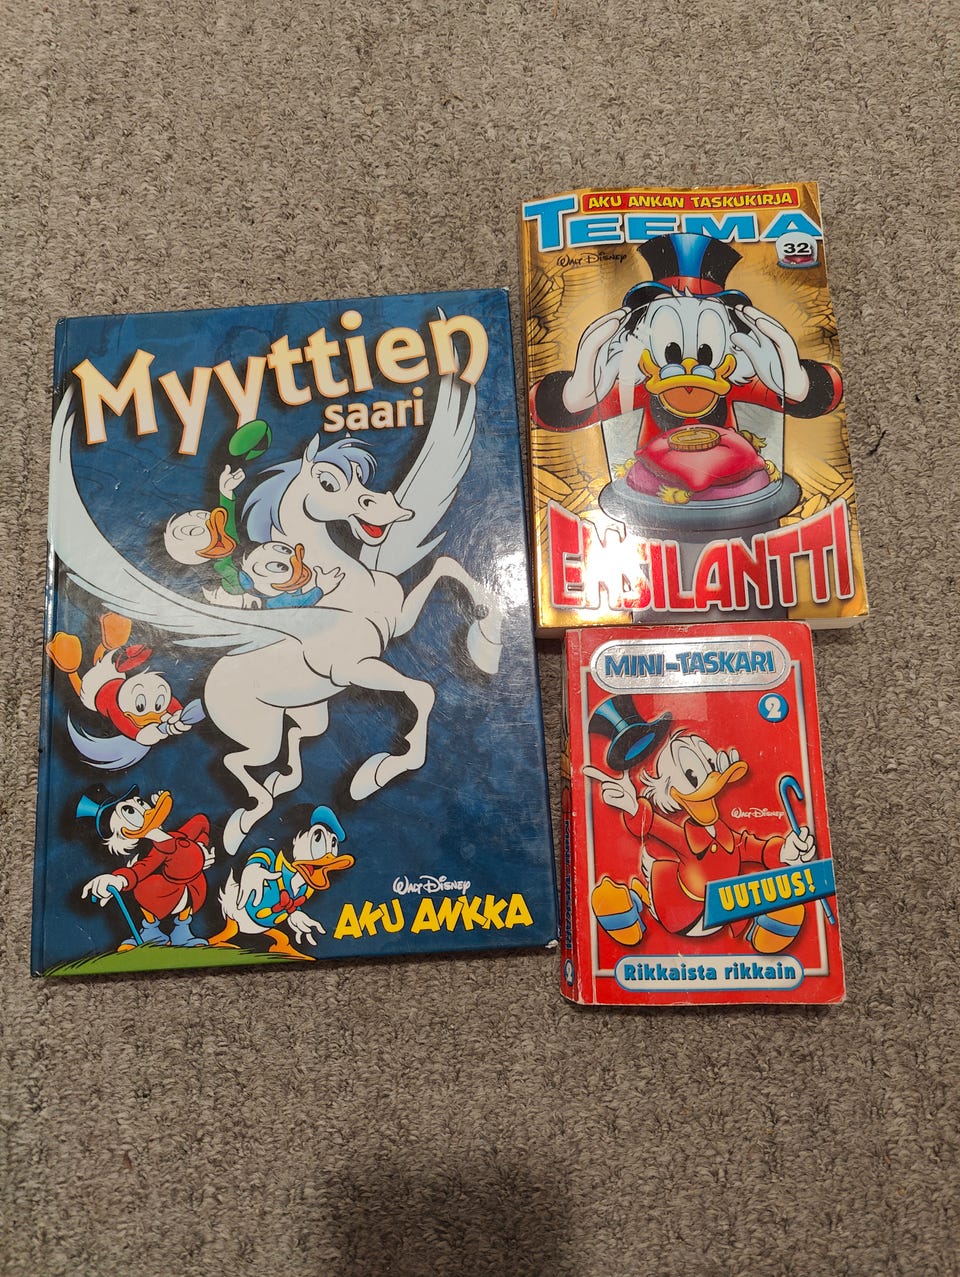 Myyttien
saari
Walt Disney
AKU ANKKA
AKU ANKAN TASKUKIRJA
TEEMA
32
Walt Disney
ENSILANTTI
MINI-TASKARI
2
Walt Disney
UUTUUS!
Rikkaista rikkain
2